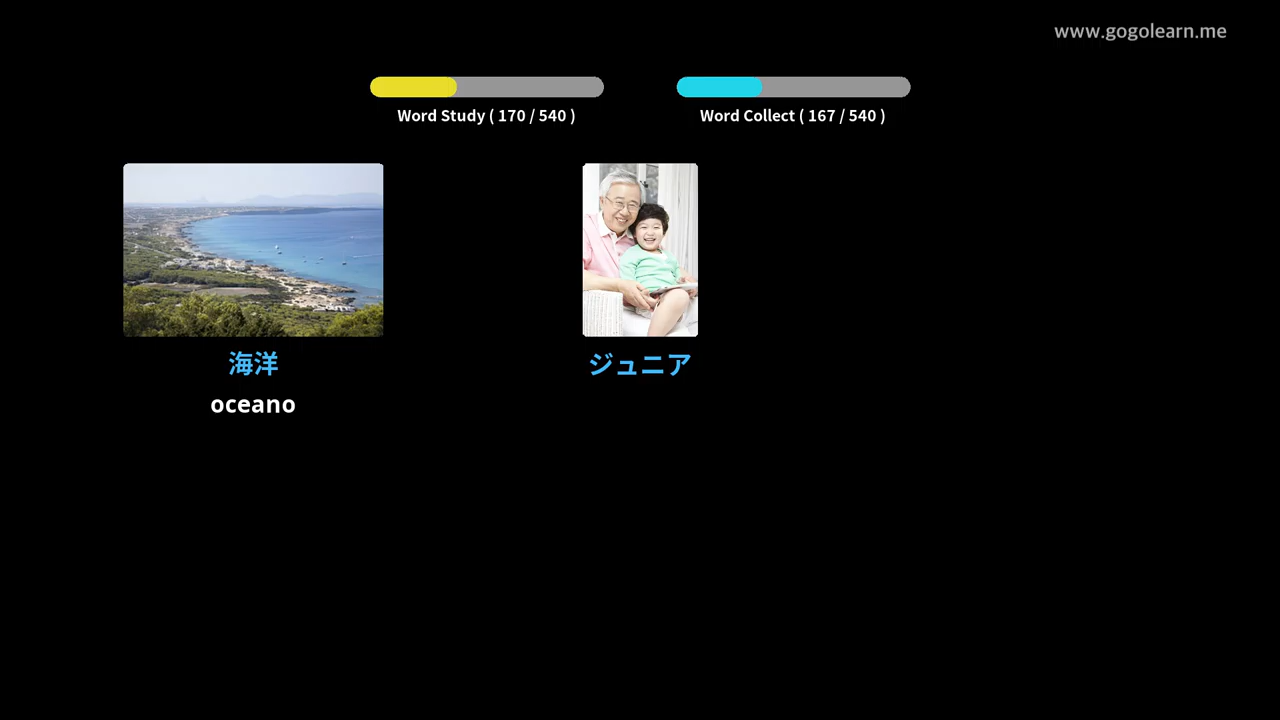 www.gogolearn.me
Word Study ( 170 / 540 )
Word Collect ( 167 / 540 )
海洋
oceano
ジュニア